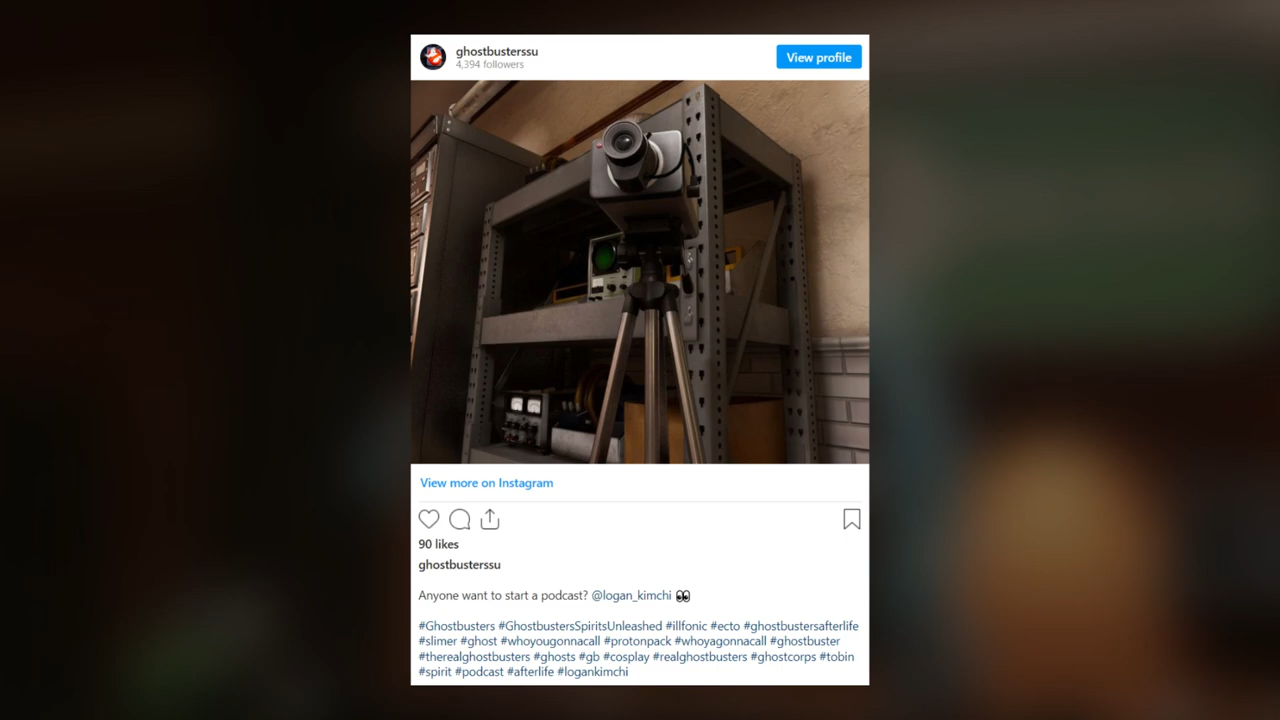 ghostbusterssu
4,394 followers
View profile
View more on Instagram
90 likes
ghostbusterssu
Anyone want to start a podcast? @logan_kimchi 👀
#Ghostbusters #GhostbustersSpiritsUnleashed #illfonic #ecto #ghostbustersafterlife
#slimer #ghost #whoyougonnacall #protonpack #whoyagonnacall #ghostbuster
#therealghostbusters #ghosts #gb #cosplay #realghostbusters #ghostcorps #tobin
#spirit #podcast #afterlife #logankimchi